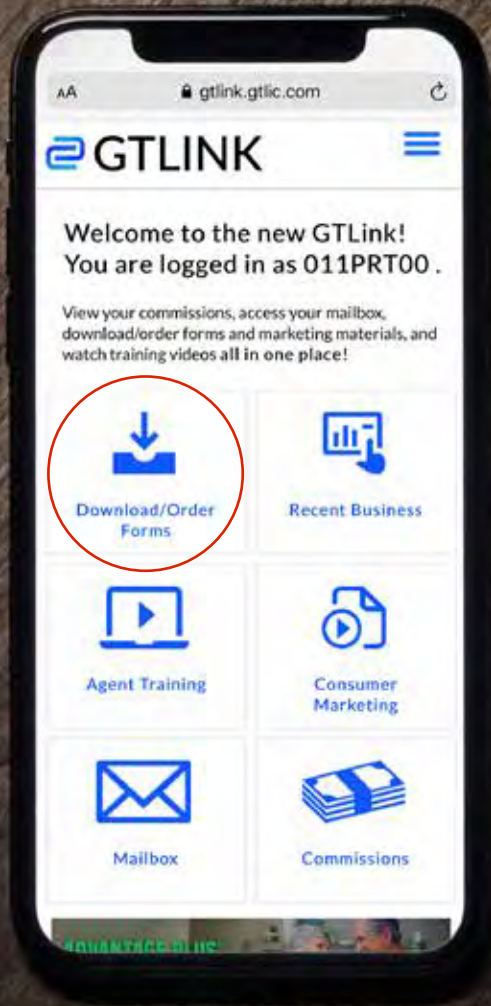 AA gtlink.gtlic.com
GTLINK
Welcome to the new GTLink!
You are logged in as 011PRT00 .
View your commissions, access your mailbox,
download/order forms and marketing materials, and
watch training videos all in one place!
Download/Order
Forms
Recent Business
Agent Training
Consumer
Marketing
Mailbox
Commissions
ADVANTAGE PLUS